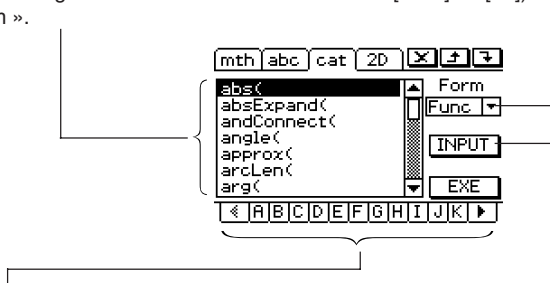 n ».
mth abc cat 2D
abs( Form
absExpand( Func
andConnect(
angle( INPUT
approx(
arcLen(
arg( EXE
A B C D E F G H I J K